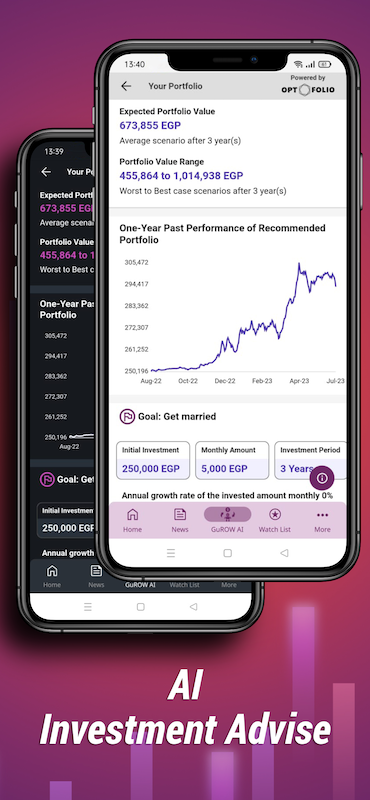 13:40
Your Portfolio
Powered by
OPTOFOLIO
Expected Portfolio Value
673,855 EGP
Average scenario after 3 year(s)
Portfolio Value Range
455,864 to 1,014,938 EGP
Worst to Best case scenarios after 3 year(s)
One-Year Past Performance of Recommended
Portfolio
305,472
294,417
283,362
272,307
261,252
250,196
Aug-22 Oct-22 Dec-22 Feb-23 Apr-23 Jul-23
Goal: Get married
Initial Investment Monthly Amount Investment Period
250,000 EGP 5,000 EGP 3 Years
Annual growth rate of the invested amount monthly 0%
Home News GuROW AI Watch List More
13:39
Your Po
Expected Portf
673,855 EG
Average scen
Portfolio Value
455,864 to 1
Worst to Best c
One-Year Pas
Portfolio
305,472
294,417
283,362
272,307
261,252
250,196
Aug-22
Goal: Get
Initial Investmen
250,000 EGP
Annual growth
Home News GuROW AI Watch List More
AI
Investment Advise